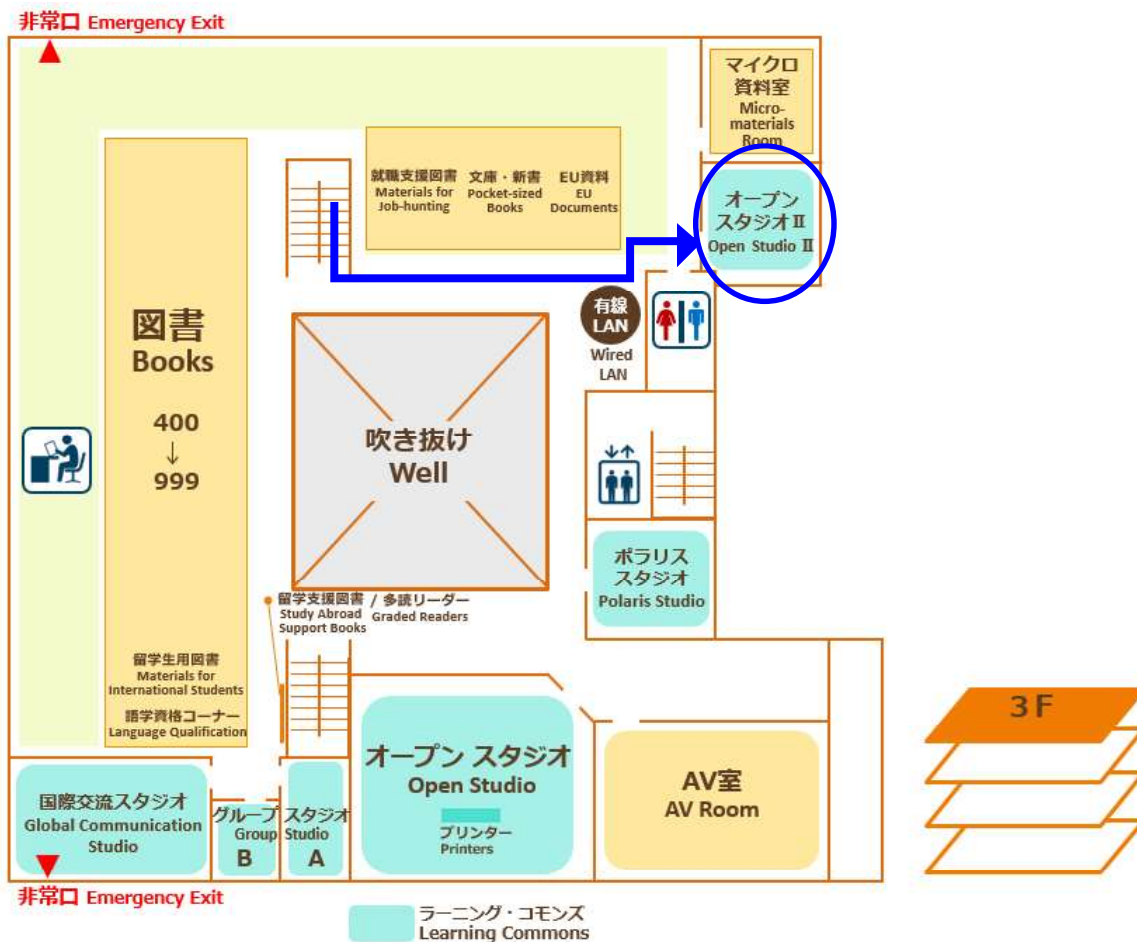 非常口 Emergency Exit
マイクロ
資料室
Micro-
materials
Room
就職支援図書
Materials for
Job-hunting
文庫・新書
Pocket-sized
Books
EU資料
EU
Documents
オープン
スタジオⅡ
Open Studio Ⅱ
図書
Books
400
↓
999
有線
LAN
Wired
LAN
吹き抜け
Well
ポラリス
スタジオ
Polaris Studio
留学支援図書 / 多読リーダー
Study Abroad
Support Books
Graded Readers
留学生用図書
Materials for
International Students
語学資格コーナー
Language Qualification
オープン スタジオ
Open Studio
プリンター
Printers
AV室
AV Room
3F
国際交流スタジオ
Global Communication
Studio
グループ スタジオ
Group Studio
B A
非常口 Emergency Exit
ラーニング・コモンズ
Learning Commons